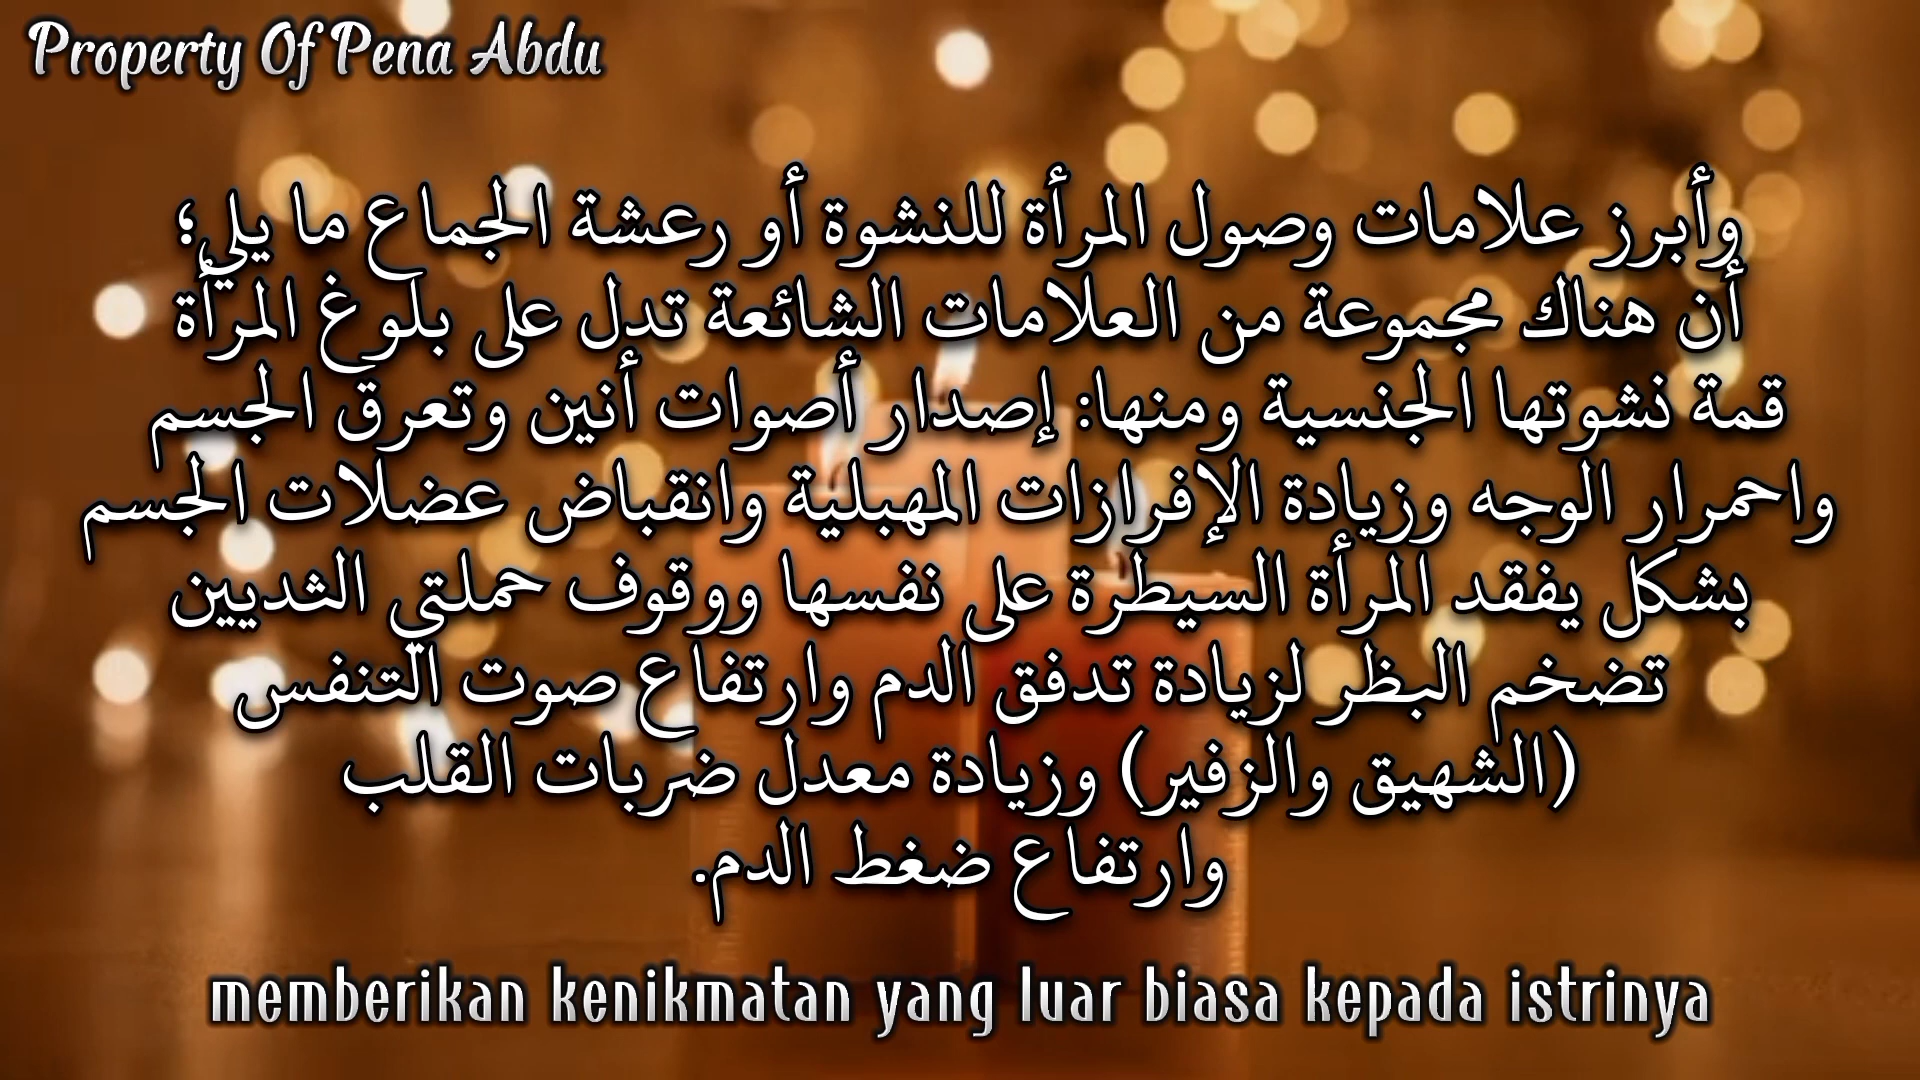 Property Of Pena Abdu
وأبرز علامات وصول المرأة للنشوة أو رعشة الجماع ما يلي؛
أن هناك مجموعة من العلامات الشائعة تدل على بلوغ المرأة
قمة نشوتها الجنسية ومنها: إصدار أصوات أنين وتعرق الجسم
واحمرار الوجه وزيادة الإفرازات المهبلية وانقباض عضلات الجسم
بشكل يفقد المرأة السيطرة على نفسها ووقوف حملتي الثديين
تضخم البظر لزيادة تدفق الدم وارتفاع صوت التنفس
(الشهيق والزفير) وزيادة معدل ضربات القلب
وارتفاع ضغط الدم.
memberikan kenikmatan yang luar biasa kepada istrinya